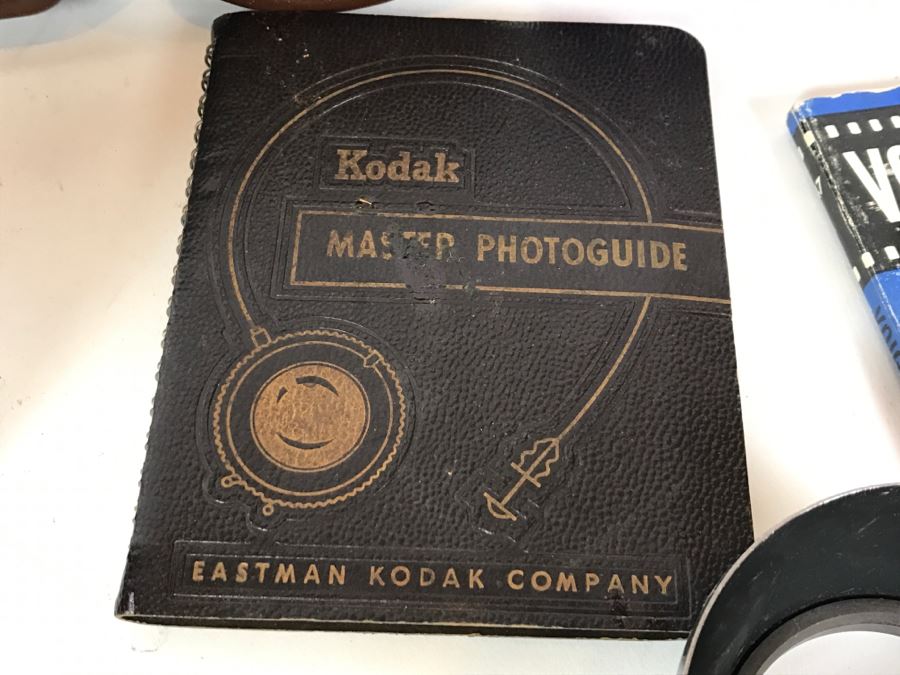 Kodak
MASTER PHOTOGUIDE
EASTMAN KODAK COMPANY